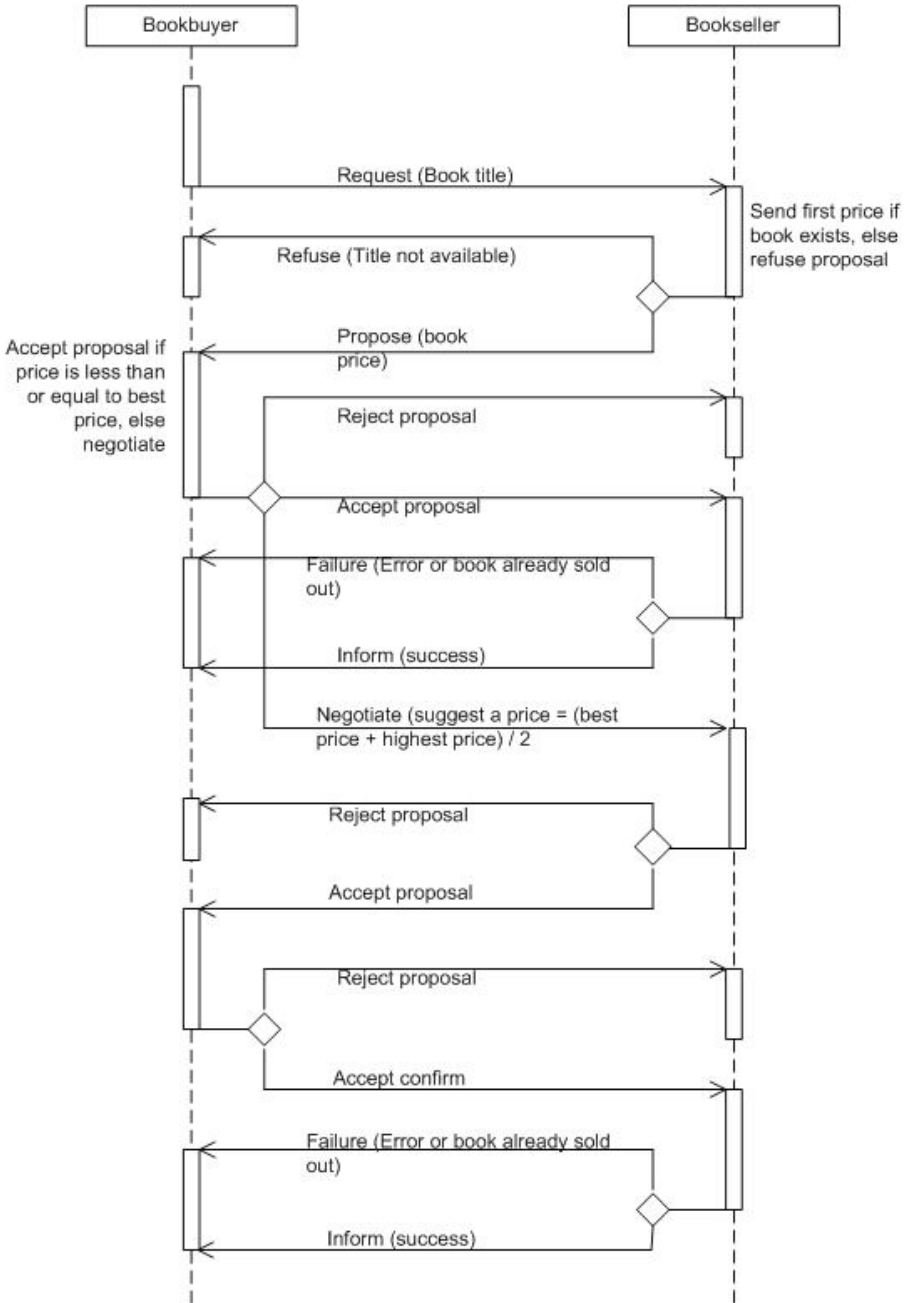 Bookbuyer
Bookseller
Request (Book title)
Send first price if
book exists, else
refuse proposal
Refuse (Title not available)
Propose (book
price)
Accept proposal if
price is less than
or equal to best
price, else
negotiate
Reject proposal
Accept proposal
Failure (Error or book already sold
out)
Inform (success)
Negotiate (suggest a price = (best
price + highest price) / 2
Reject proposal
Accept proposal
Reject proposal
Accept confirm
Failure (Error or book already sold
out)
Inform (success)